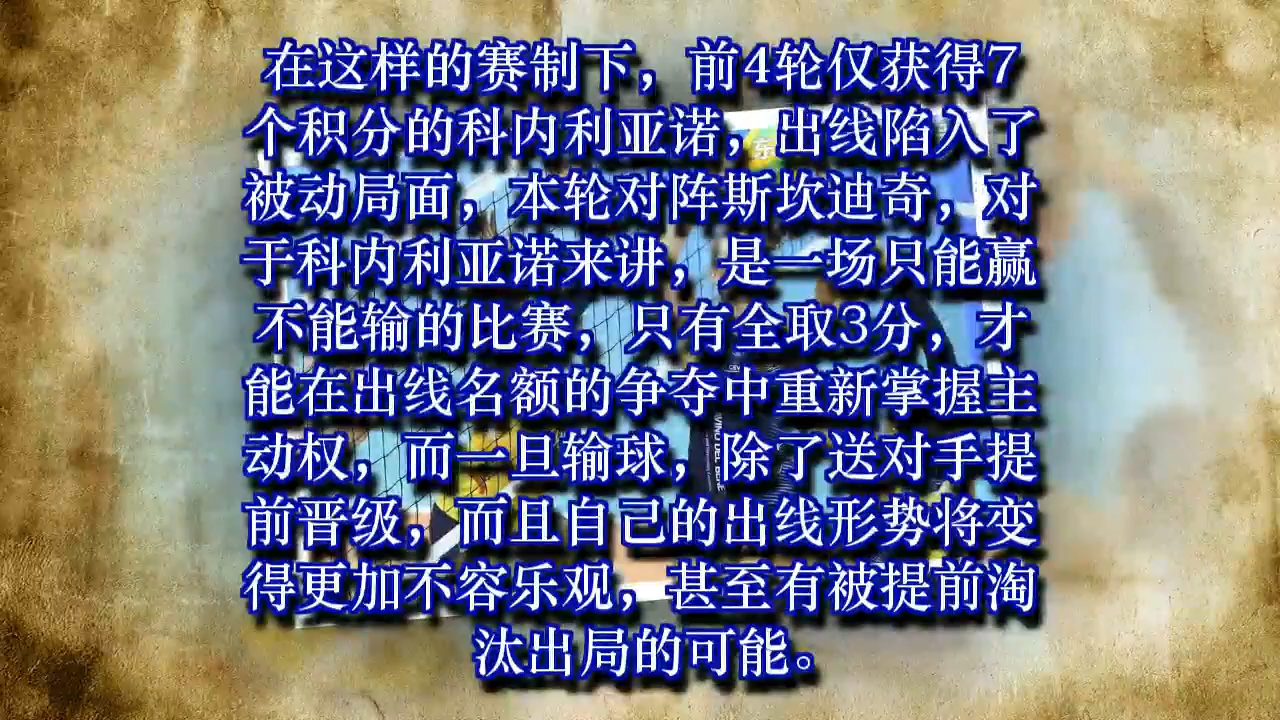 在这样的赛制下，前4轮仅获得7
个积分的科内利亚诺，出线陷入了
被动局面，本轮对阵斯坎迪奇，对
于科内利亚诺来讲，是一场只能赢
不能输的比赛，只有全取3分，才
能在出线名额的争夺中重新掌握主
动权，而一旦输球，除了送对手提
前晋级，而且自己的出线形势将变
得更加不容乐观，甚至有被提前淘
汰出局的可能。
东